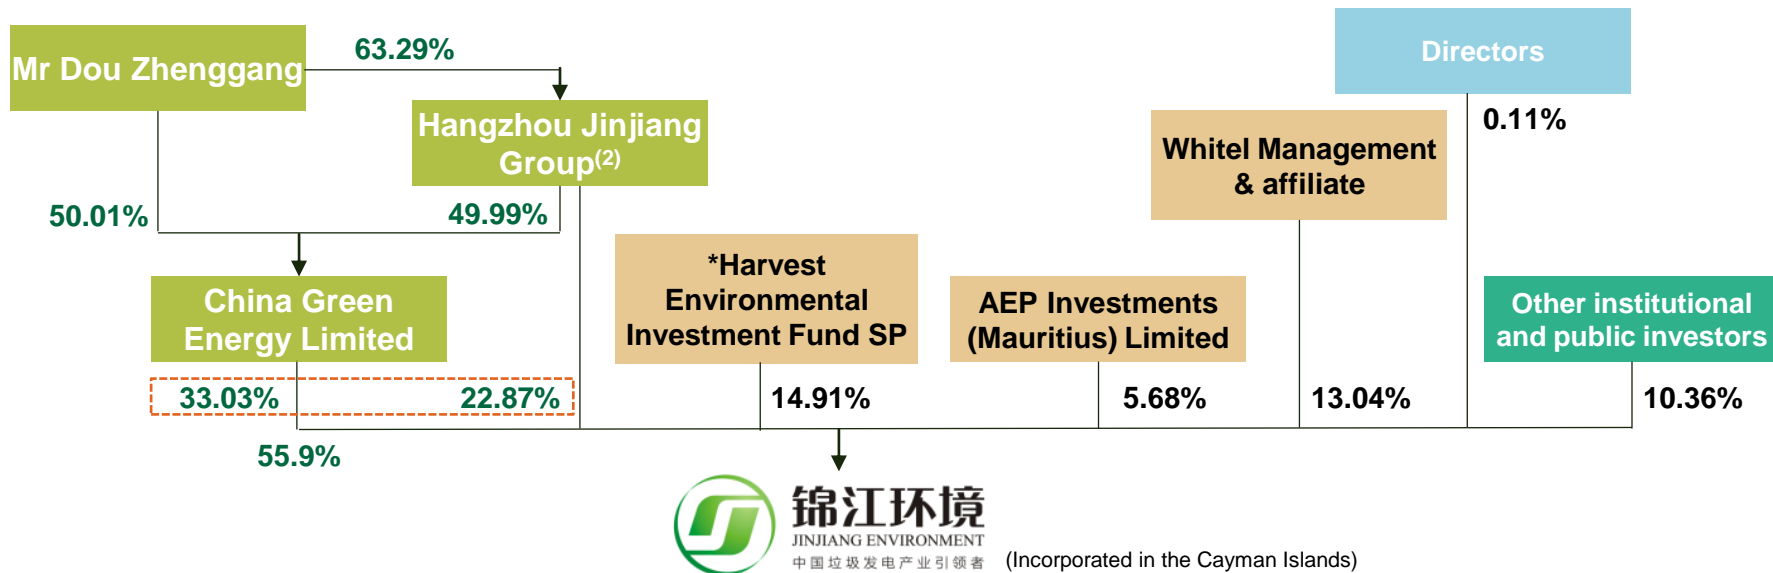 Mr Dou Zhenggang
63.29%
Directors
0.11%
Hangzhou Jinjiang
Group(2)
Whitel Management
& affiliate
50.01%
49.99%
China Green
Energy Limited
*Harvest
Environmental
Investment Fund SP
AEP Investments
(Mauritius) Limited
Other institutional
and public investors
33.03%
22.87%
14.91%
5.68%
13.04%
10.36%
55.9%
锦江环境
JINJIANG ENVIRONMENT
中国垃圾发电产业引领者
(Incorporated in the Cayman Islands)